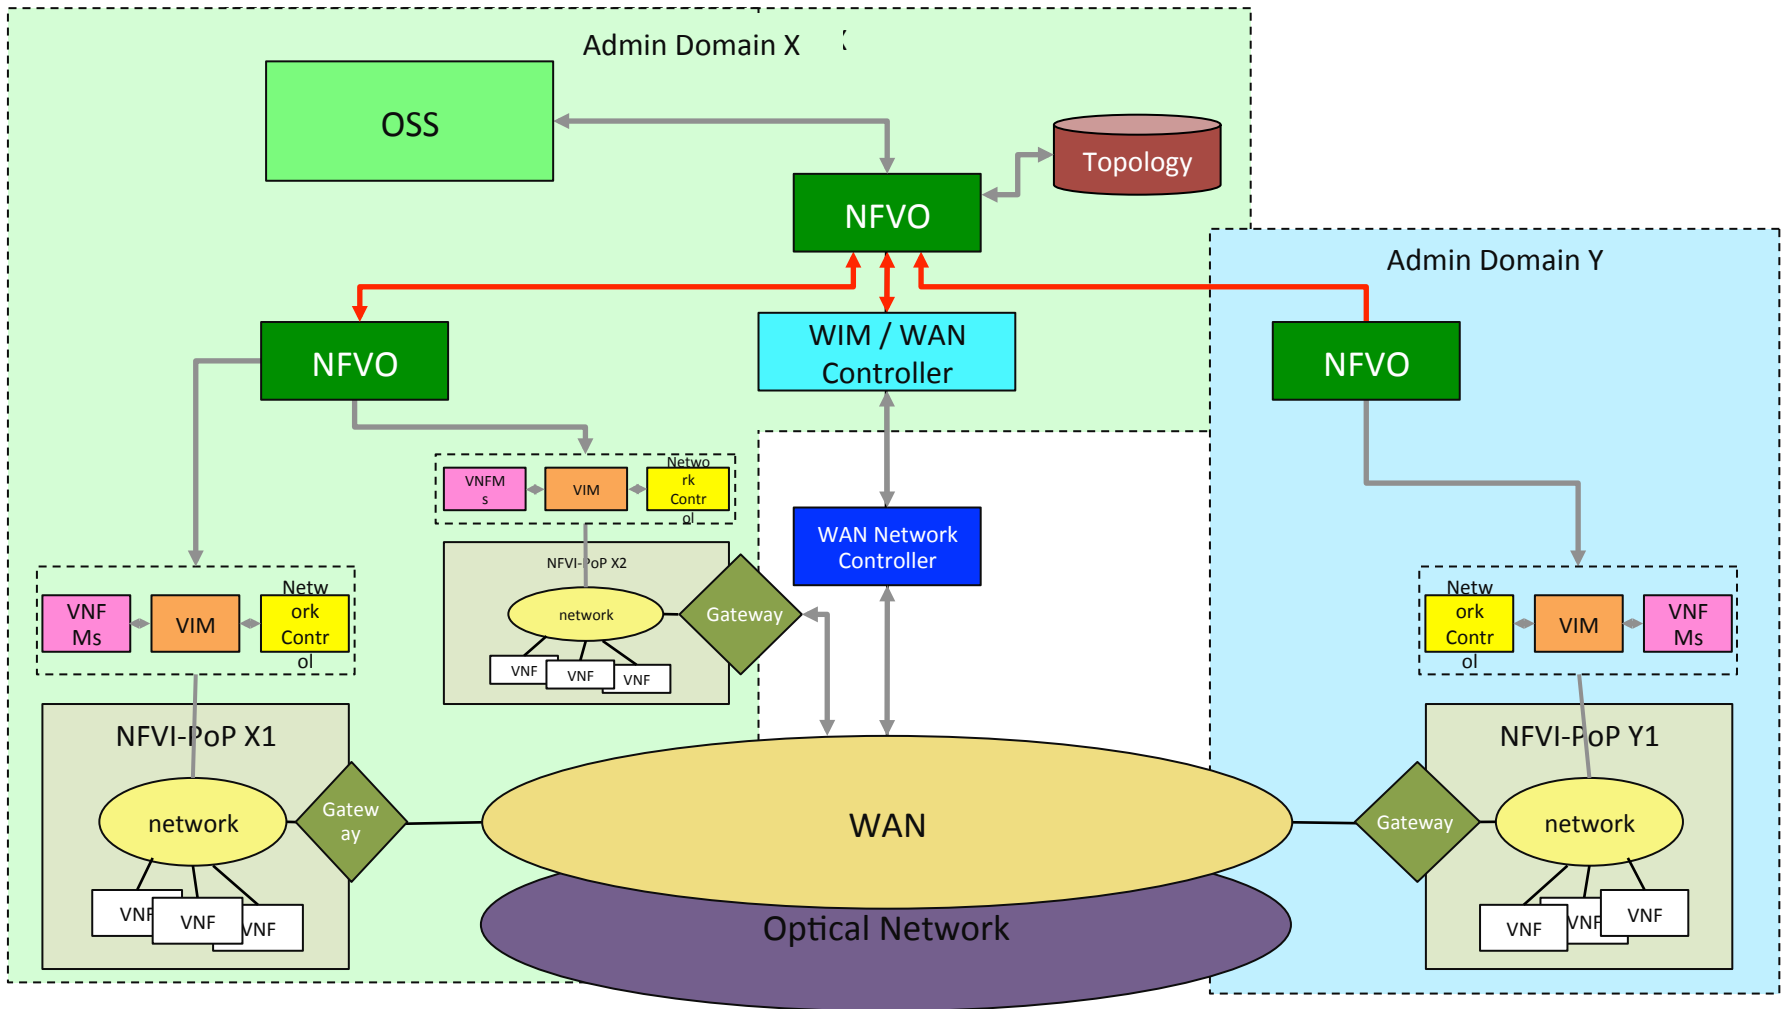 Admin Domain X
OSS
Topology
NFVO
Admin Domain Y
NFVO
WIM / WAN
Controller
NFVO
VNFM
s
VIM
Netwo
rk
Contr
ol
WAN Network
Controller
NFVI-PoP X2
network
Gateway
VNF
VNF
VNF
VNF
Ms
VIM
Netw
ork
Contr
ol
Netw
ork
Contr
ol
VIM
VNF
Ms
NFVI-PoP X1
network
Gatew
ay
VNF
VNF
VNF
WAN
Optical Network
NFVI-PoP Y1
Gateway
network
VNF
VNF
VNF